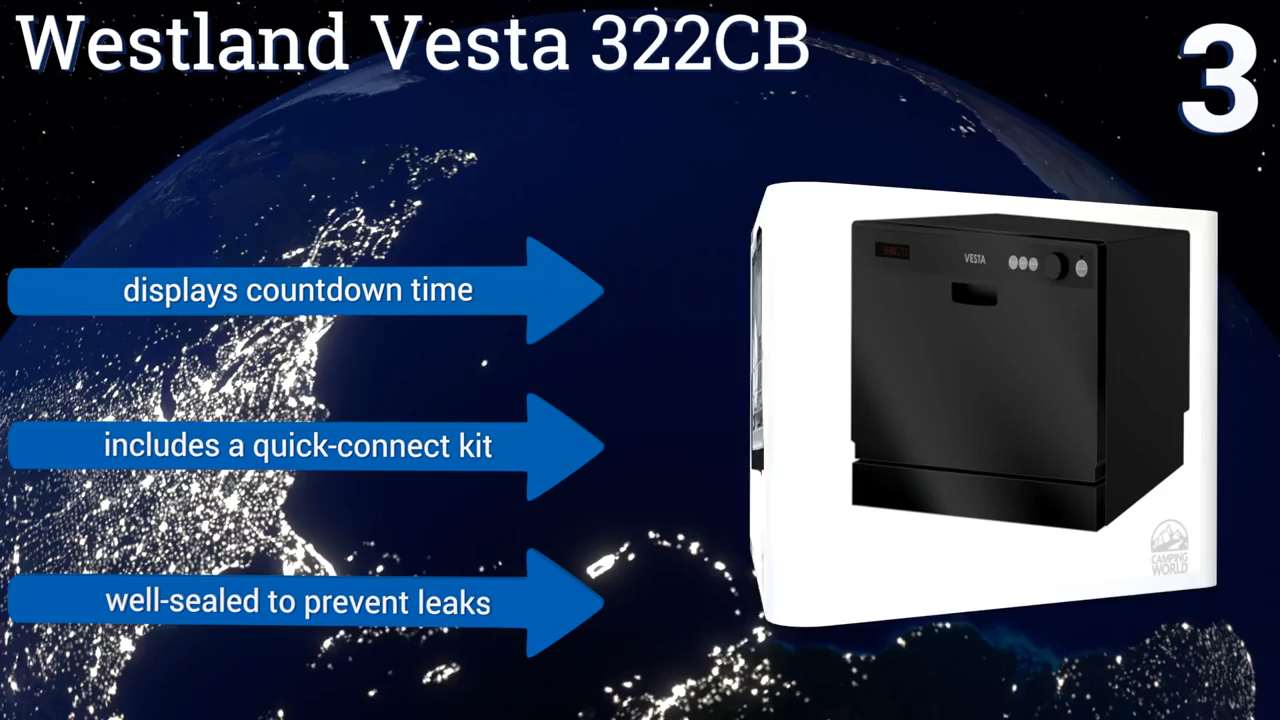 Westland Vesta 322CB
3
displays countdown time
VESTA
includes a quick-connect kit
well-sealed to prevent leaks
CAMPING
WORLD